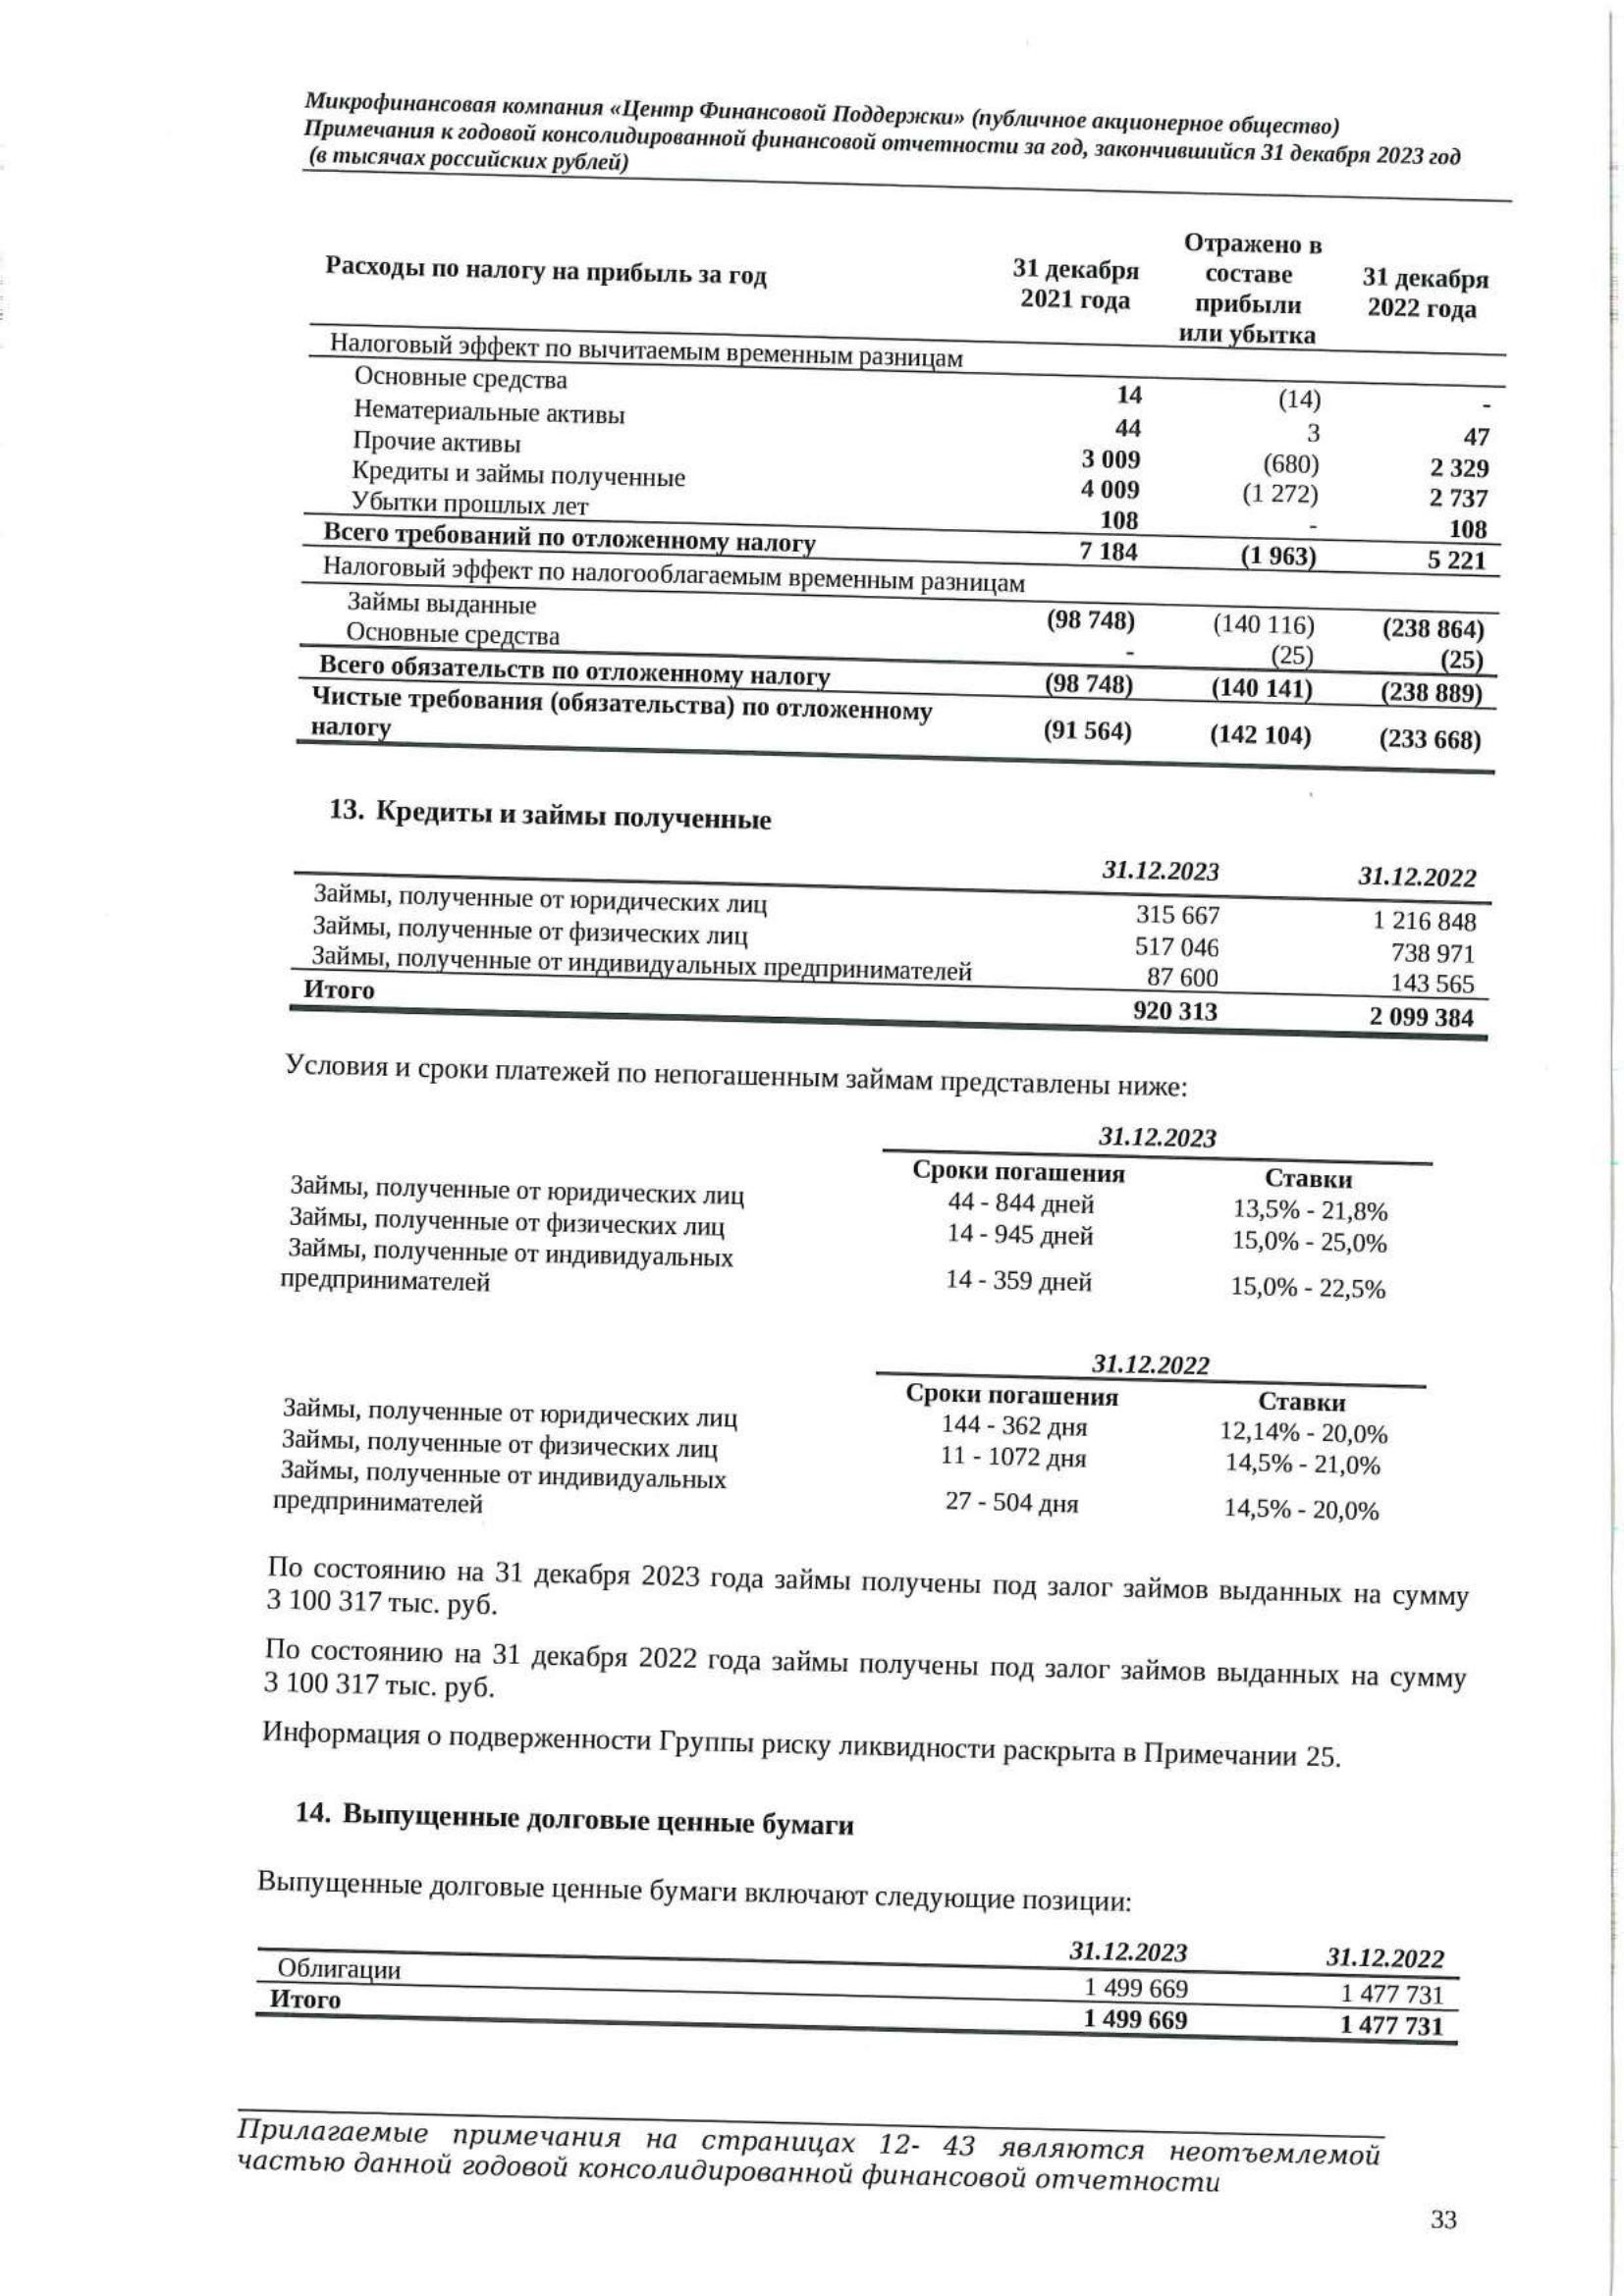 Микрофинансовая компания «Центр Финансовой Поддержки» (публичное акционерное общество)
Примечания к годовой консолидированной финансовой отчетности за год, закончившийся 31 декабря 2023 год
(в тысячах российских рублей)
Расходы по налогу на прибыль за год 31 декабря 2021 года Отражено в составе прибыли или убытка 31 декабря 2022 года
Налоговый эффект по вычитаемым временным разницам
Основные средства 14 (14) -
Нематериальные активы 44 3 47
Прочие активы 3 009 (680) 2 329
Кредиты и займы полученные 4 009 (1 272) 2 737
Убытки прошлых лет 108 - 108
Всего требований по отложенному налогу 7 184 (1 963) 5 221
Налоговый эффект по налогооблагаемым временным разницам
Займы выданные (98 748) (140 116) (238 864)
Основные средства - (25) (25)
Всего обязательств по отложенному налогу (98 748) (140 141) (238 889)
Чистые требования (обязательства) по отложенному
налогу (91 564) (142 104) (233 668)
13. Кредиты и займы полученные
31.12.2023 31.12.2022
Займы, полученные от юридических лиц 315 667 1 216 848
Займы, полученные от физических лиц 517 046 738 971
Займы, полученные от индивидуальных предпринимателей 87 600 143 565
Итого 920 313 2 099 384
Условия и сроки платежей по непогашенным займам представлены ниже:
31.12.2023
Сроки погашения Ставки
Займы, полученные от юридических лиц 44 - 844 дней 13,5% - 21,8%
Займы, полученные от физических лиц 14 - 945 дней 15,0% - 25,0%
Займы, полученные от индивидуальных
предпринимателей 14 - 359 дней 15,0% - 22,5%
31.12.2022
Сроки погашения Ставки
Займы, полученные от юридических лиц 144 - 362 дня 12,14% - 20,0%
Займы, полученные от физических лиц 11 - 1072 дня 14,5% - 21,0%
Займы, полученные от индивидуальных
предпринимателей 27 - 504 дня 14,5% - 20,0%
По состоянию на 31 декабря 2023 года займы получены под залог займов выданных на сумму
3 100 317 тыс. руб.
По состоянию на 31 декабря 2022 года займы получены под залог займов выданных на сумму
3 100 317 тыс. руб.
Информация о подверженности Группы риску ликвидности раскрыта в Примечании 25.
14. Выпущенные долговые ценные бумаги
Выпущенные долговые ценные бумаги включают следующие позиции:
31.12.2023 31.12.2022
Облигации 1 499 669 1 477 731
Итого 1 499 669 1 477 731
Прилагаемые примечания на страницах 12- 43 являются неотъемлемой
частью данной годовой консолидированной финансовой отчетности
33